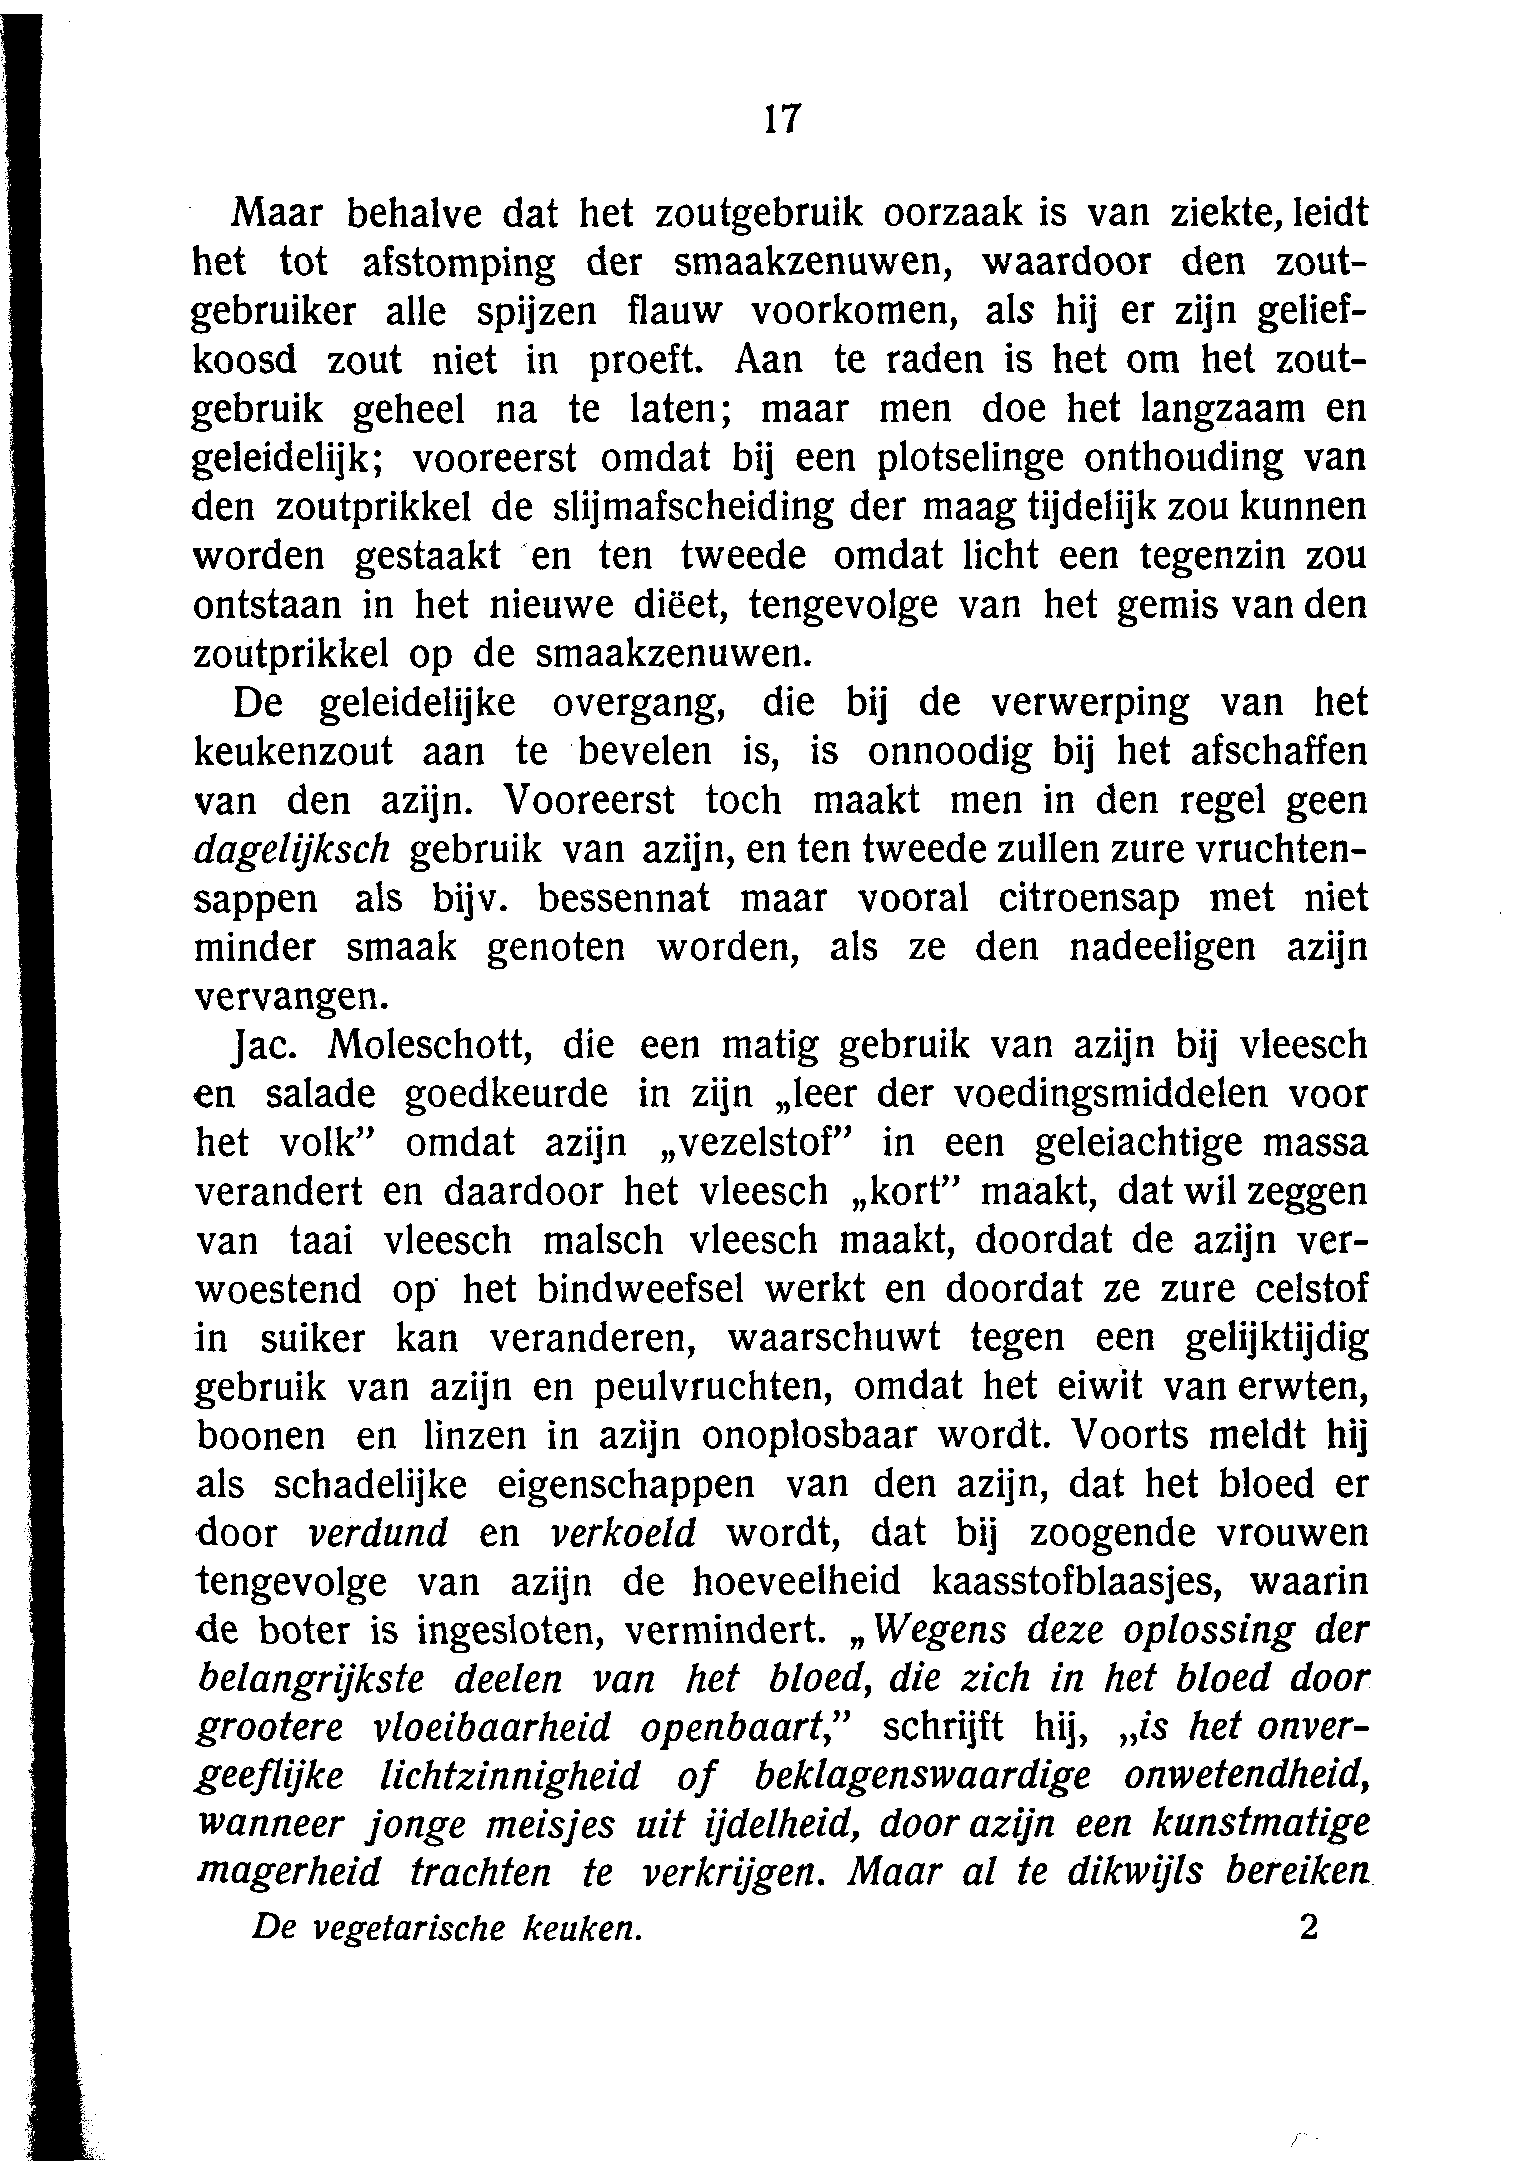 17
Maar behalve dat het zoutgebruik oorzaak is van ziekte, leidt
het tot afstomping der smaakzenuwen, waardoor den zout-
gebruiker alle spijzen flauw voorkomen, als hij er zijn gelief-
koosd zout niet in proeft. Aan te raden is het om het zout-
gebruik geheel na te laten; maar men doe het langzaam en
geleidelijk; vooreerst omdat bij een plotselinge onthouding van
den zoutprikkel de slijmafscheiding der maag tijdelijk zou kunnen
worden gestaakt en ten tweede omdat licht een tegenzin zou
ontstaan in het nieuwe diëet, tengevolge van het gemis van den
zoutprikkel op de smaakzenuwen.
De geleidelijke overgang, die bij de verwerping van het
keukenzout aan te bevelen is, is onnoodig bij het afschaffen
van den azijn. Vooreerst toch maakt men in den regel geen
dagelijksch gebruik van azijn, en ten tweede zullen zure vruchten-
sappen als bijv. bessennat maar vooral citroensap met niet
minder smaak genoten worden, als ze den nadeeligen azijn
vervangen.
Jac. Moleschott, die een matig gebruik van azijn bij vleesch
en salade goedkeurde in zijn „leer der voedingsmiddelen voor
het volk” omdat azijn „vezelstof” in een geleiachtige massa
verandert en daardoor het vleesch „kort” maakt, dat wil zeggen
van taai vleesch malsch vleesch maakt, doordat de azijn ver-
woestend op het bindweefsel werkt en doordat ze zure celstof
in suiker kan veranderen, waarschuwt tegen een gelijktijdig
gebruik van azijn en peulvruchten, omdat het eiwit van erwten,
boonen en linzen in azijn onoplosbaar wordt. Voorts meldt hij
als schadelijke eigenschappen van den azijn, dat het bloed er
door verdund en verkoeld wordt, dat bij zoogende vrouwen
tengevolge van azijn de hoeveelheid kaasstofblaasjes, waarin
de boter is ingesloten, vermindert. „Wegens deze oplossing der
belangrijkste deelen van het bloed, die zich in het bloed door
grootere vloeibaarheid openbaart,” schrijft hij, „is het onver-
geeflijke lichtzinnigheid of beklagenswaardige onwetendheid,
wanneer jonge meisjes uit ijdelheid, door azijn een kunstmatige
magerheid trachten te verkrijgen. Maar al te dikwijls bereiken
De vegetarische keuken. 2